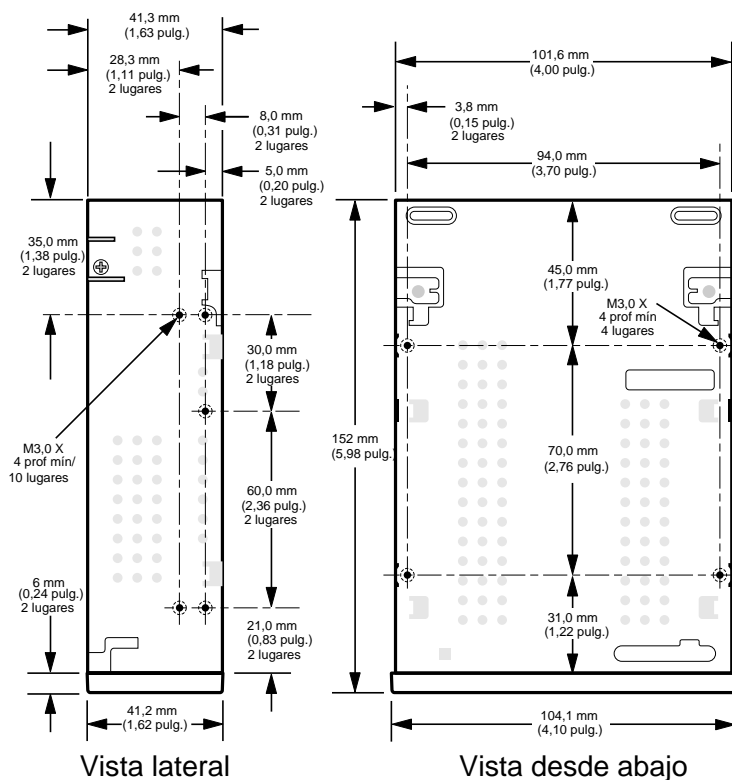 41,3 mm
(1,63 pulg.)
28,3 mm
(1,11 pulg.)
2 lugares
8,0 mm
(0,31 pulg.)
2 lugares
5,0 mm
(0,20 pulg.)
2 lugares
35,0 mm
(1,38 pulg.)
2 lugares
30,0 mm
(1,18 pulg.)
2 lugares
M3,0 X
4 prof mín/
10 lugares
60,0 mm
(2,36 pulg.)
2 lugares
6 mm
(0,24 pulg.)
2 lugares
21,0 mm
(0,83 pulg.)
2 lugares
41,2 mm
(1,62 pulg.)
Vista lateral
101,6 mm
(4,00 pulg.)
3,8 mm
(0,15 pulg.)
2 lugares
94,0 mm
(3,70 pulg.)
45,0 mm
(1,77 pulg.)
M3,0 X
4 prof mín
4 lugares
152 mm
(5,98 pulg.)
70,0 mm
(2,76 pulg.)
31,0 mm
(1,22 pulg.)
104,1 mm
(4,10 pulg.)
Vista desde abajo